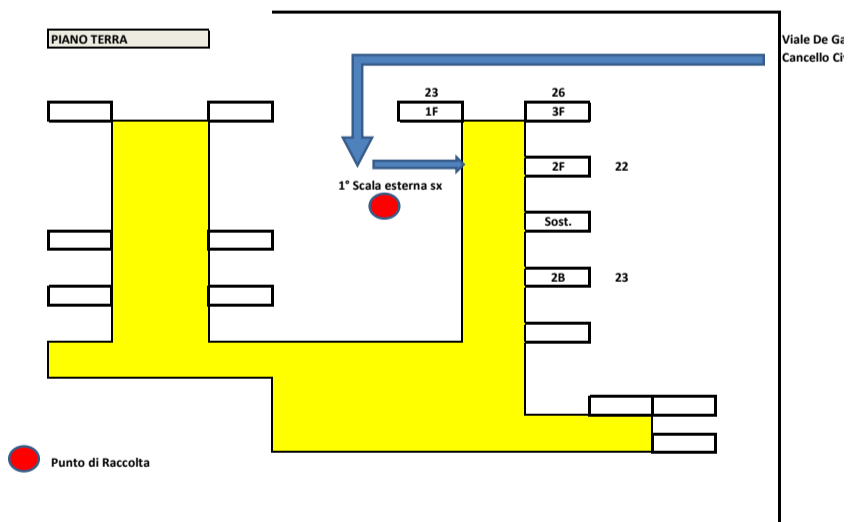 PIANO TERRA
Viale De Ga
Cancello Ci
23
26
1F
3F
2F
22
1° Scala esterna sx
Sost.
2B
23
Punto di Raccolta